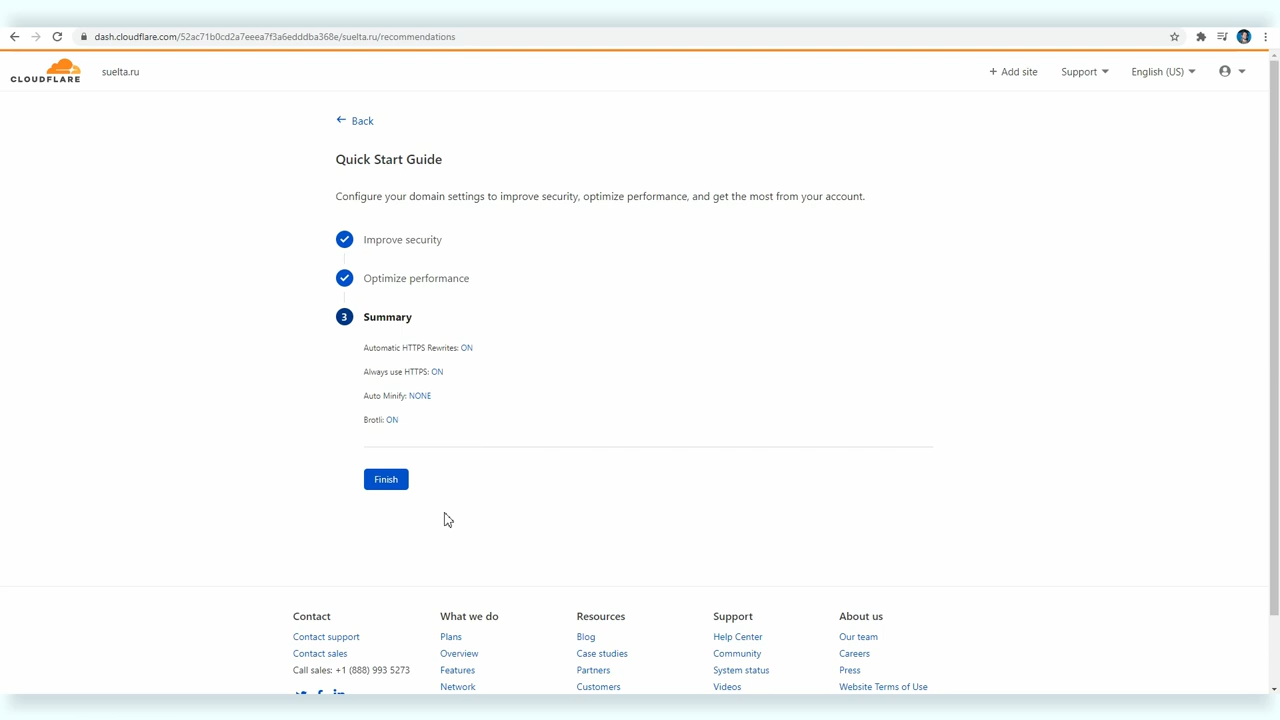 dash.cloudflare.com/52ac71b0cd2a7eeea7f3a6edddba368e/suelta.ru/recommendations
CLOUDFLARE
suelta.ru
+ Add site
Support
English (US)
← Back
Quick Start Guide
Configure your domain settings to improve security, optimize performance, and get the most from your account.
Improve security
Optimize performance
3 Summary
Automatic HTTPS Rewrites: ON
Always use HTTPS: ON
Auto Minify: NONE
Brotli: ON
Finish
Contact
Contact support
Contact sales
Call sales: +1 (888) 993 5273
What we do
Plans
Overview
Features
Network
Resources
Blog
Case studies
Partners
Customers
Support
Help Center
Community
System status
Videos
About us
Our team
Careers
Press
Website Terms of Use